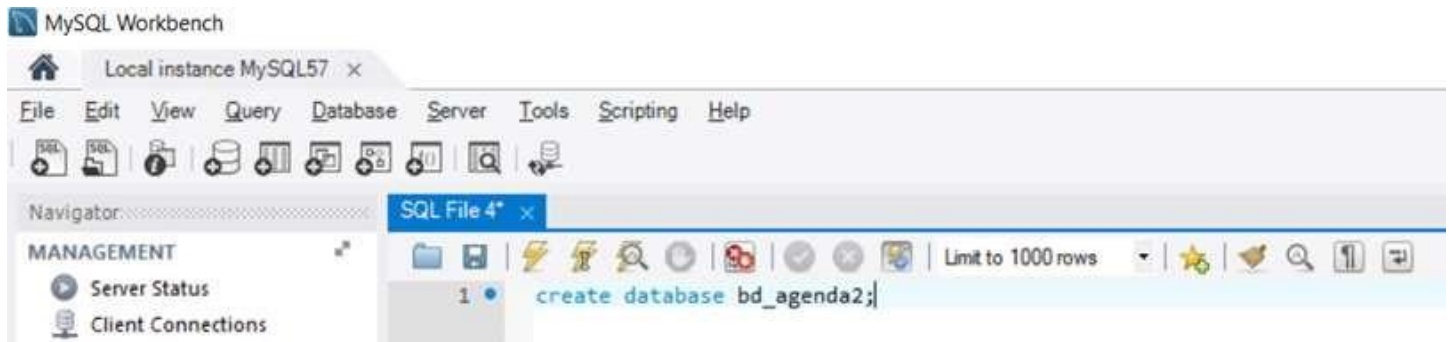 MySQL Workbench
Local instance MySQL57 ×
File Edit View Query Database Server Tools Scripting Help
Navigator
SQL File 4* ×
MANAGEMENT
Limit to 1000 rows
Server Status
1 create database bd_agenda2;
Client Connections